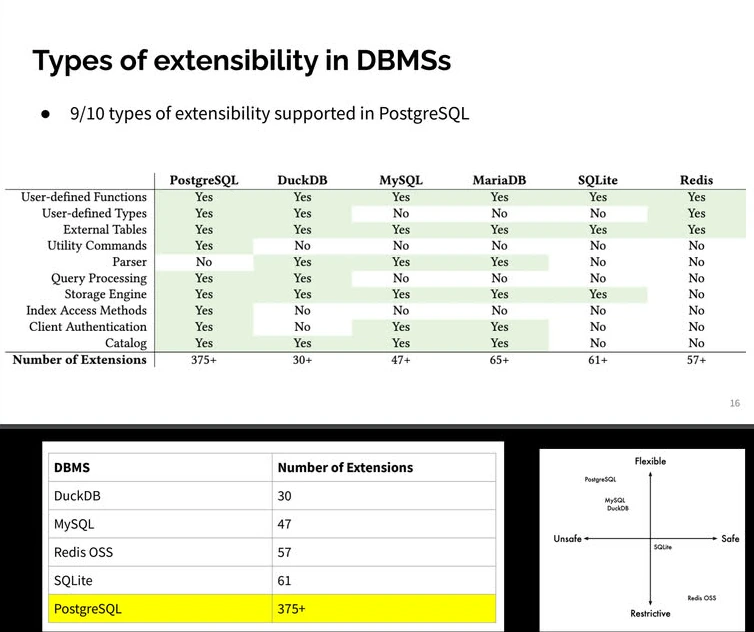 Types of extensibility in DBMSs
● 9/10 types of extensibility supported in PostgreSQL
PostgreSQL DuckDB MySQL MariaDB SQLite Redis
User-defined Functions Yes Yes Yes Yes Yes Yes
User-defined Types Yes Yes No No No Yes
External Tables Yes Yes Yes Yes Yes Yes
Utility Commands Yes No No No No No
Parser No Yes Yes Yes No No
Query Processing Yes Yes No No No No
Storage Engine Yes Yes Yes Yes Yes No
Index Access Methods Yes No No No No No
Client Authentication Yes No Yes Yes No No
Catalog Yes Yes Yes Yes No No
Number of Extensions 375+ 30+ 47+ 65+ 61+ 57+
16
DBMS Number of Extensions
DuckDB 30
MySQL 47
Redis OSS 57
SQLite 61
PostgreSQL 375+
Flexible
PostgreSQL
MySQL
DuckDB
Unsafe Safe
SQLite
Redis OSS
Restrictive